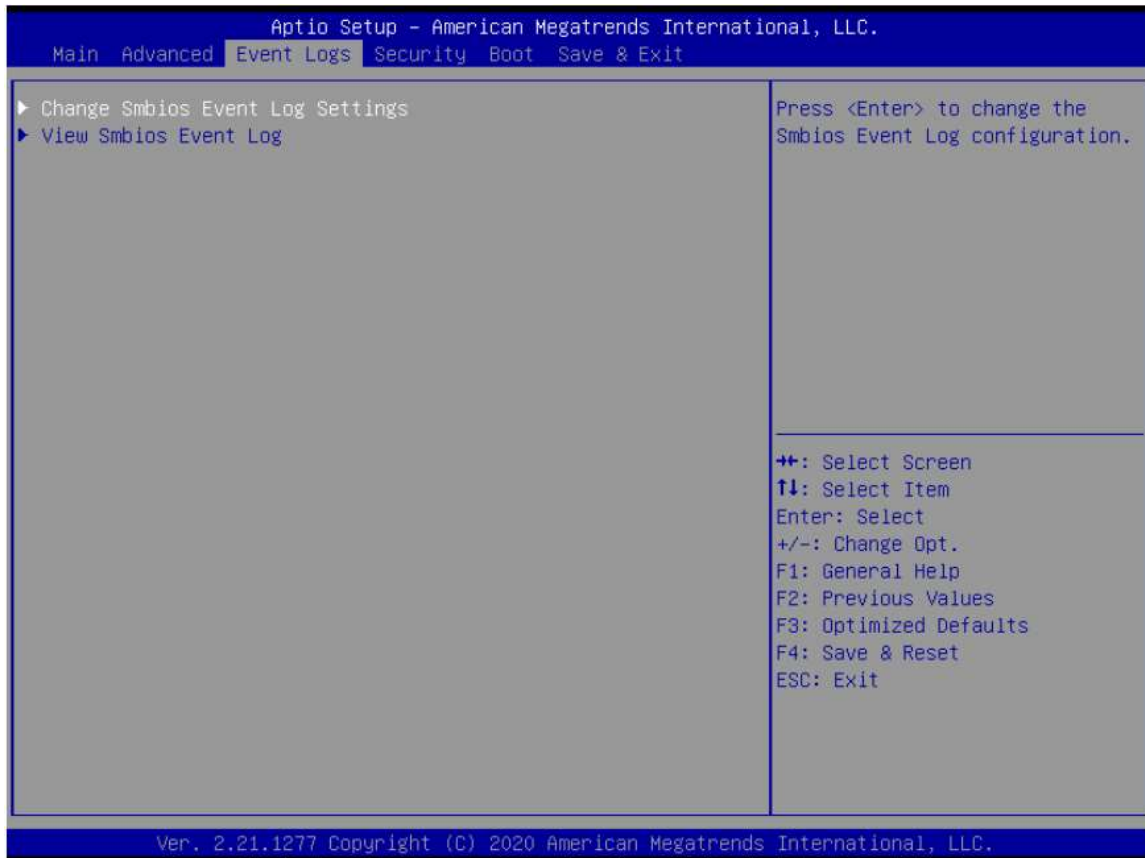 Aptio Setup – American Megatrends International, LLC.
Main Advanced Event Logs Security Boot Save & Exit
▶ Change Smbios Event Log Settings
▶ View Smbios Event Log
Press <Enter> to change the
Smbios Event Log configuration.
→←: Select Screen
↑↓: Select Item
Enter: Select
+/-: Change Opt.
F1: General Help
F2: Previous Values
F3: Optimized Defaults
F4: Save & Reset
ESC: Exit
Ver. 2.21.1277 Copyright (C) 2020 American Megatrends International, LLC.